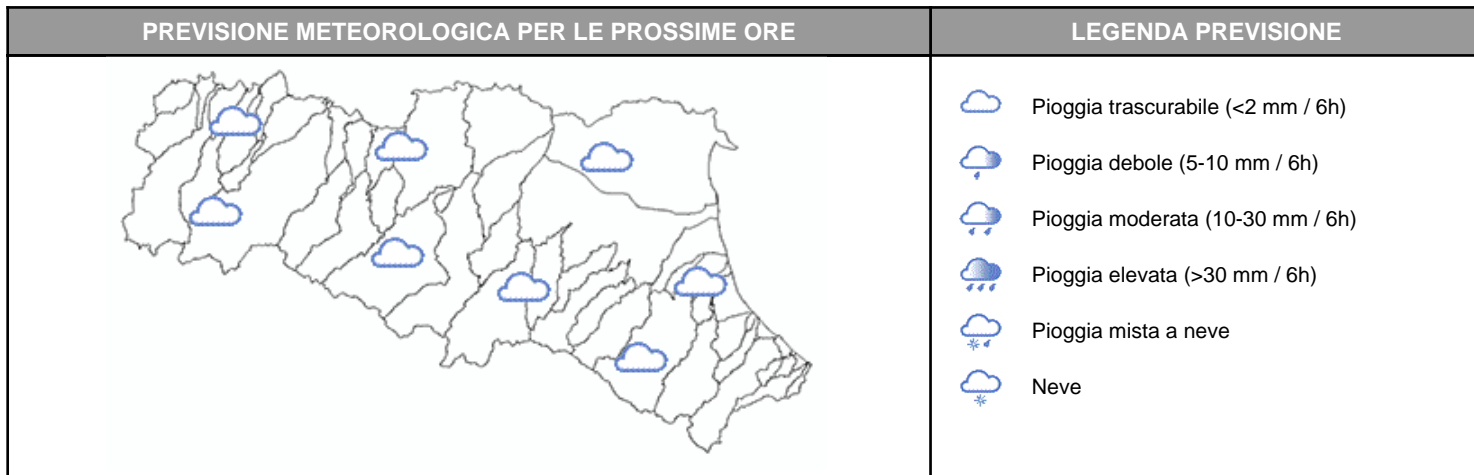 PREVISIONE METEOROLOGICA PER LE PROSSIME ORE
LEGENDA PREVISIONE
Pioggia trascurabile (<2 mm / 6h)
Pioggia debole (5-10 mm / 6h)
Pioggia moderata (10-30 mm / 6h)
Pioggia elevata (>30 mm / 6h)
Pioggia mista a neve
Neve